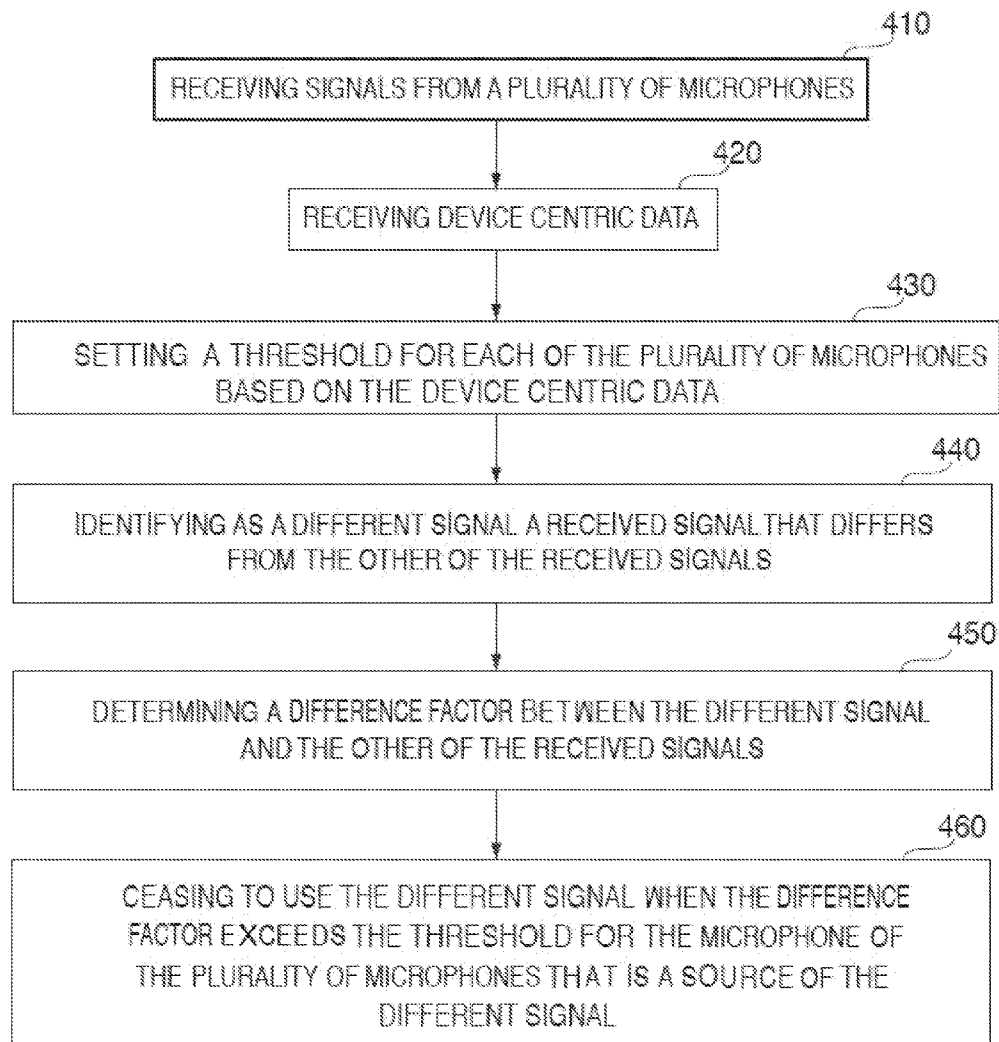 410
RECEIVING SIGNALS FROM A PLURALITY OF MICROPHONES
420
RECEIVING DEVICE CENTRIC DATA
430
SETTING A THRESHOLD FOR EACH OF THE PLURALITY OF MICROPHONES
BASED ON THE DEVICE CENTRIC DATA
440
IDENTIFYING AS A DIFFERENT SIGNAL A RECEIVED SIGNAL THAT DIFFERS
FROM THE OTHER OF THE RECEIVED SIGNALS
450
DETERMINING A DIFFERENCE FACTOR BETWEEN THE DIFFERENT SIGNAL
AND THE OTHER OF THE RECEIVED SIGNALS
460
CEASING TO USE THE DIFFERENT SIGNAL WHEN THE DIFFERENCE
FACTOR EXCEEDS THE THRESHOLD FOR THE MICROPHONE OF
THE PLURALITY OF MICROPHONES THAT IS A SOURCE OF THE
DIFFERENT SIGNAL